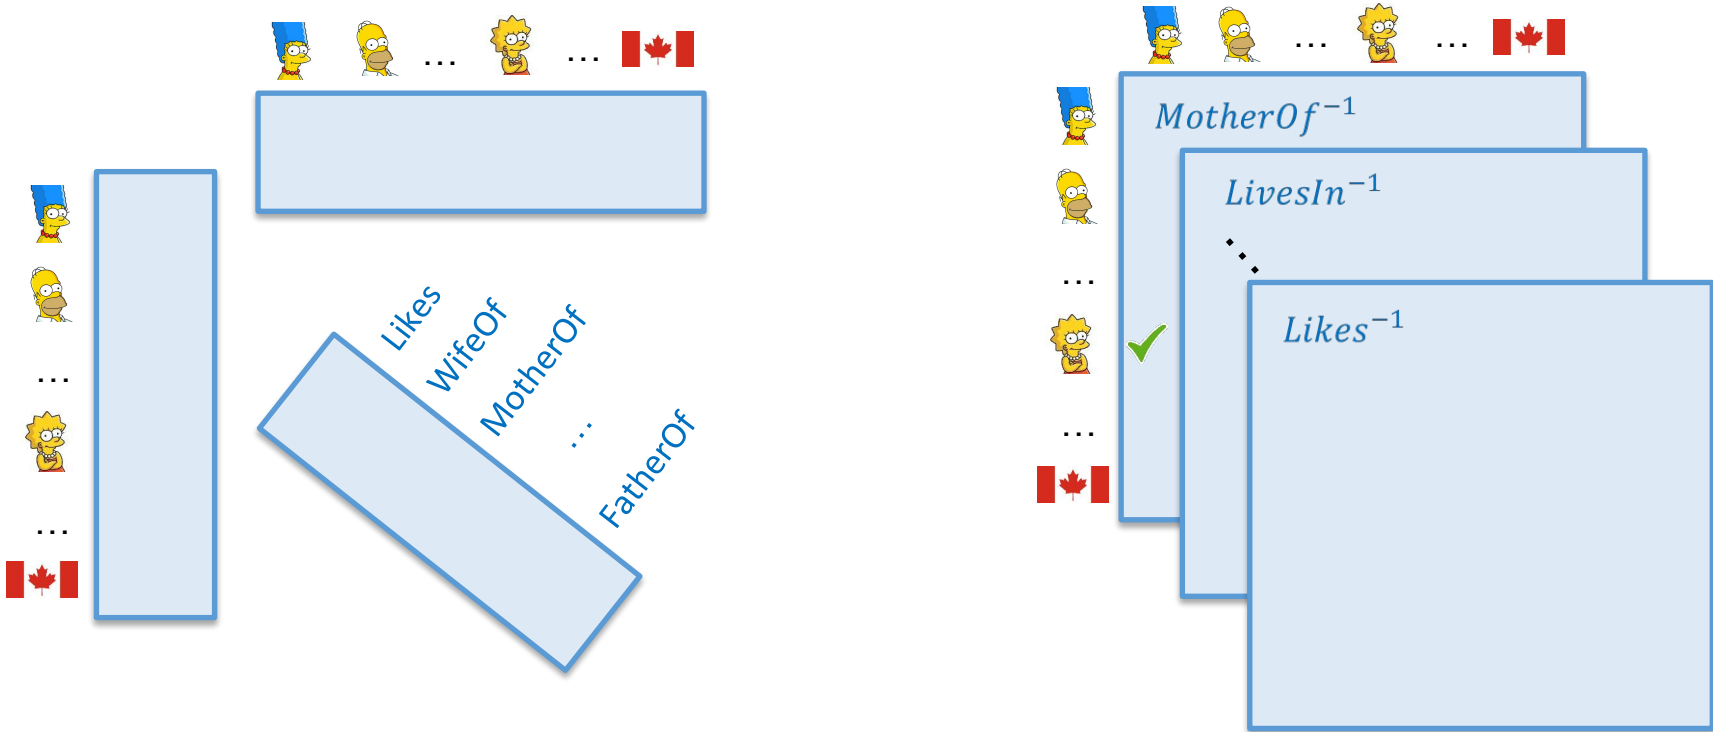 ... ...
... ...
MotherOf⁻¹
LivesIn⁻¹
Likes
WifeOf
MotherOf
...
FatherOf
...
...
...
...
Likes⁻¹